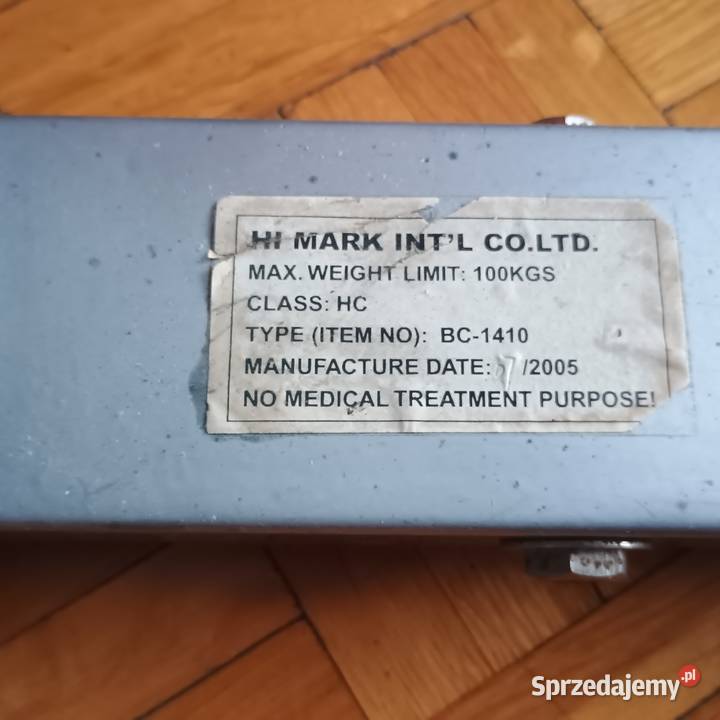 HI MARK INT'L CO.LTD.
MAX. WEIGHT LIMIT: 100KGS
CLASS: HC
TYPE (ITEM NO): BC-1410
MANUFACTURE DATE: 7/2005
NO MEDICAL TREATMENT PURPOSE!
Sprzedajemy.pl